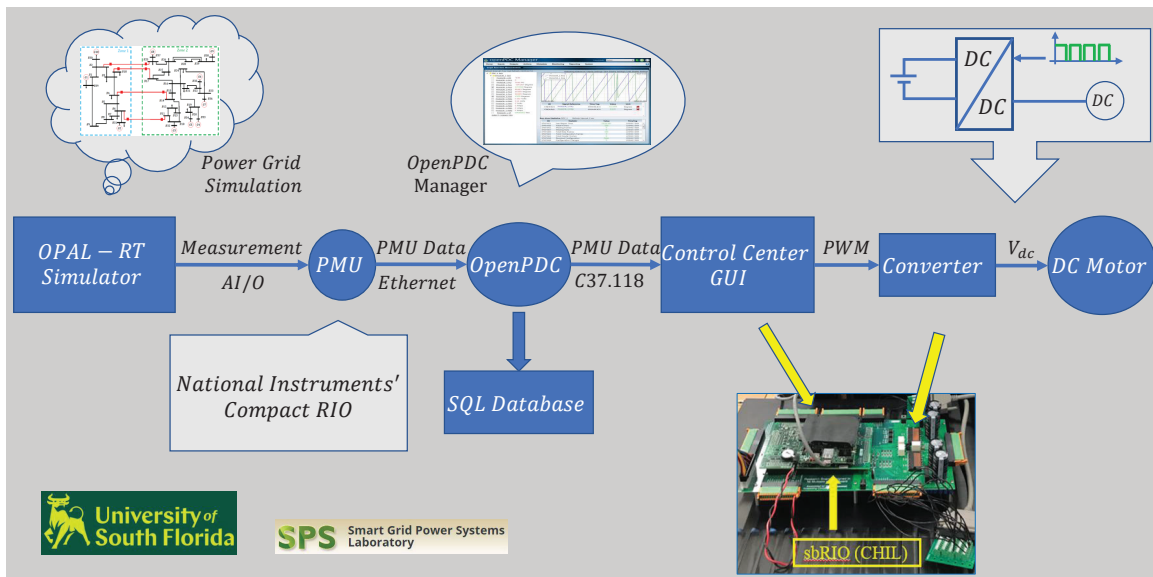 Power Grid
Simulation
OpenPDC
Manager
openPDC Manager
DC
DC
DC
OPAL − RT
Simulator
Measurement
AI/O
PMU
PMU Data
Ethernet
OpenPDC
PMU Data
C37.118
Control Center
GUI
PWM
Converter
V_dc
DC Motor
National Instruments'
Compact RIO
SQL Database
sbRIO (CHIL)
University of
South Florida
SPS
Smart Grid Power Systems
Laboratory